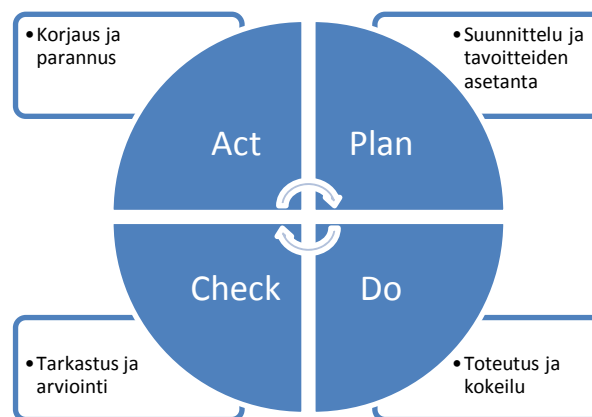 •Korjaus ja
parannus
•Suunnittelu ja
tavoitteiden
asetanta
Act
Plan
Check
Do
•Tarkastus ja
arviointi
•Toteutus ja
kokeilu